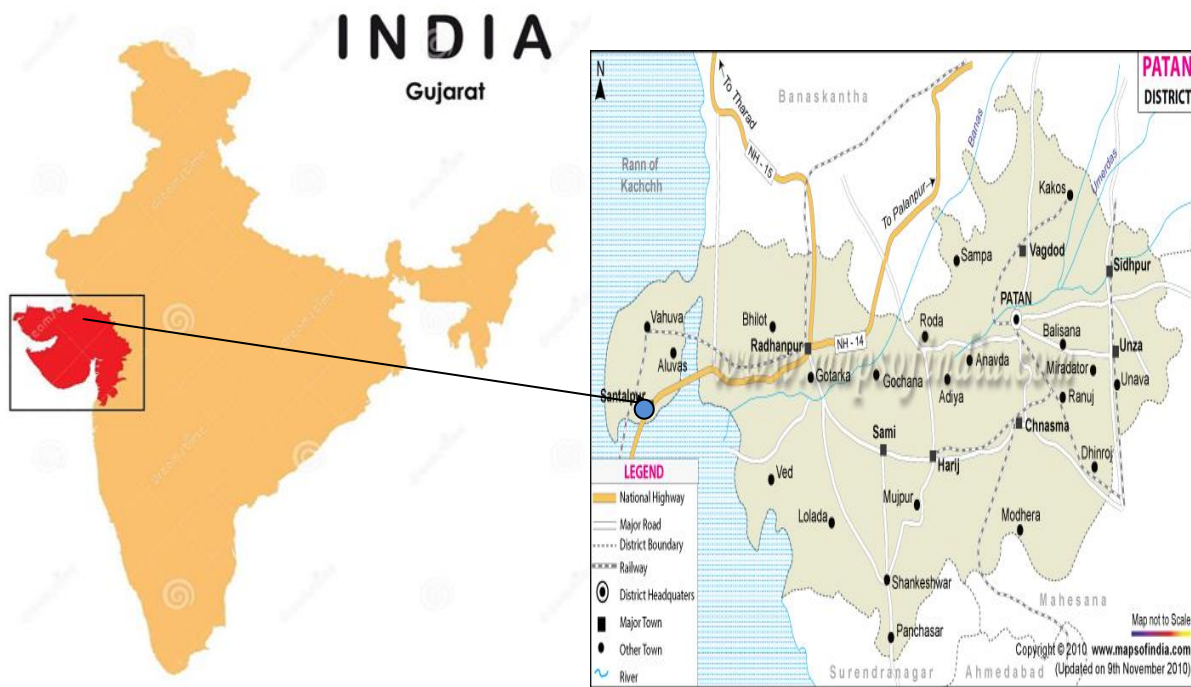 INDIA
Gujarat
PATAN
DISTRICT
N
To Tharad
Banaskantha
NH - 15
Rann of
Kachchh
To Palanpur
Banas
Umerdas
Kakos
Sampa
Vagdod
Sidhpur
PATAN
Vahuva
Bhilot
Roda
Balisana
Radhanpur
NH - 14
Unza
Aluvas
Anavda
Miradator
Gotarka
Gochana
Adiya
Unava
Santalpur
Ranuj
www.mapsofindia.com
Chnasma
Sami
Harij
Dhinroj
Ved
Mujpur
Lolada
Modhera
Shankeshwar
Mahesana
Panchasar
Surendranagar
Ahmedabad
LEGEND
National Highway
Major Road
District Boundary
Railway
District Headquaters
Major Town
Other Town
River
Map not to Scale
Copyright © 2010 www.mapsofindia.com
(Updated on 9th November 2010)